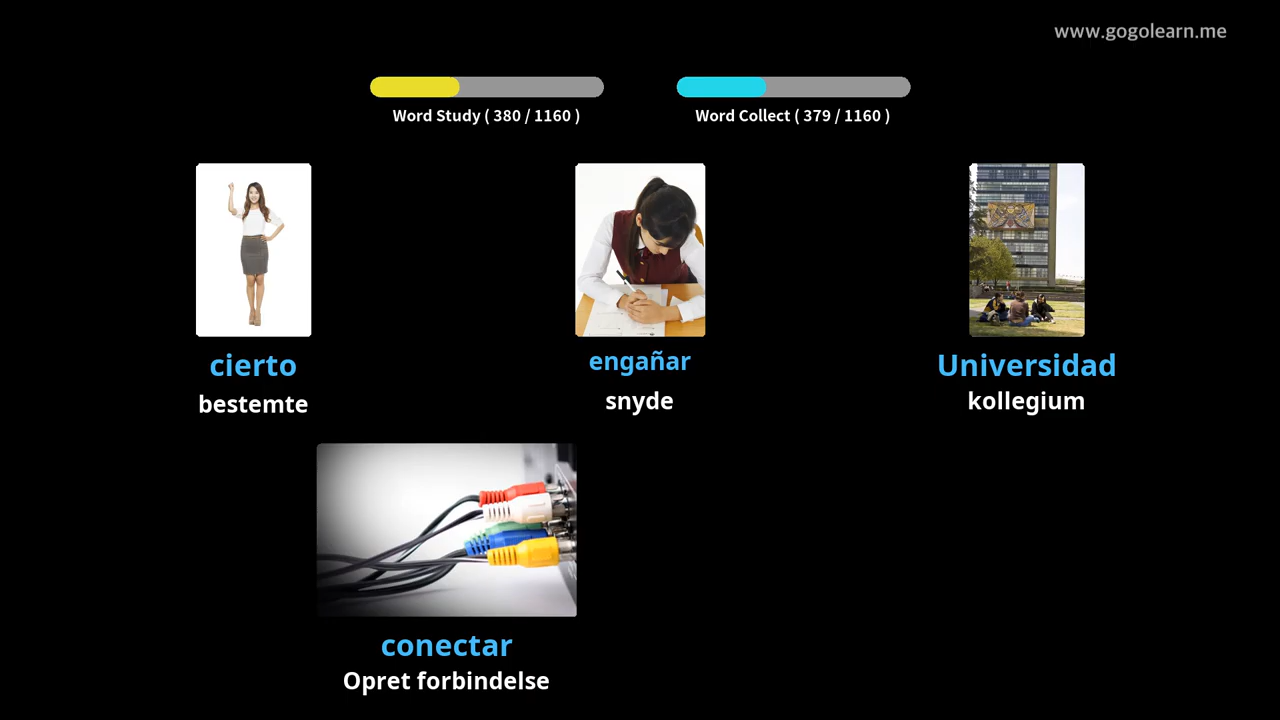 www.gogolearn.me
Word Study ( 380 / 1160 )
Word Collect ( 379 / 1160 )
cierto
bestemte
engañar
snyde
Universidad
kollegium
conectar
Opret forbindelse